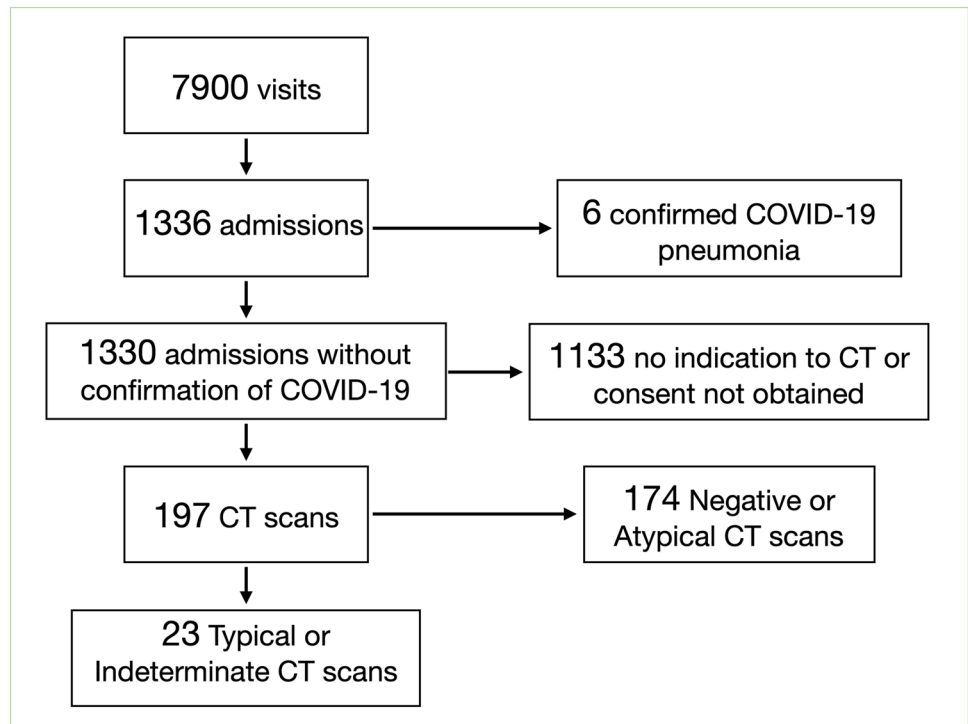 7900 visits
1336 admissions
6 confirmed COVID-19
pneumonia
1330 admissions without
confirmation of COVID-19
1133 no indication to CT or
consent not obtained
197 CT scans
174 Negative or
Atypical CT scans
23 Typical or
Indeterminate CT scans